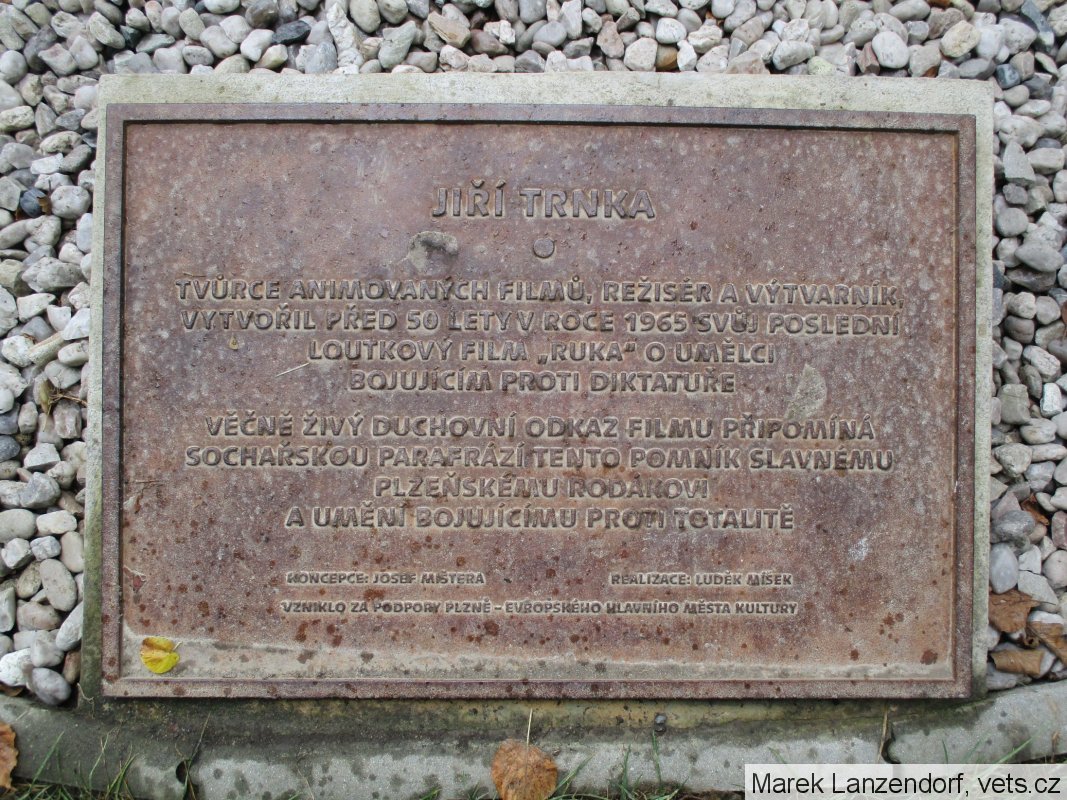 JIŘÍ TRNKA
TVŮRCE ANIMOVANÝCH FILMŮ, REŽISÉR A VÝTVARNÍK,
VYTVOŘIL PŘED 50 LETY V ROCE 1965 SVŮJ POSLEDNÍ
LOUTKOVÝ FILM „RUKA“ O UMĚLCI
BOJUJÍCÍM PROTI DIKTATUŘE
VĚČNĚ ŽIVÝ DUCHOVNÍ ODKAZ FILMU PŘIPOMÍNÁ
SOCHAŘSKOU PARAFRÁZÍ TENTO POMNÍK SLAVNÉMU
PLZEŇSKÉMU RODÁKOVI
A UMĚNÍ BOJUJÍCÍMU PROTI TOTALITĚ
KONCEPCE: JOSEF MIŠTERA REALIZACE: LUDĚK MÍŠEK
VZNIKLO ZA PODPORY PLZNĚ – EVROPSKÉHO HLAVNÍHO MĚSTA KULTURY
Marek Lanzendorf, vets.cz